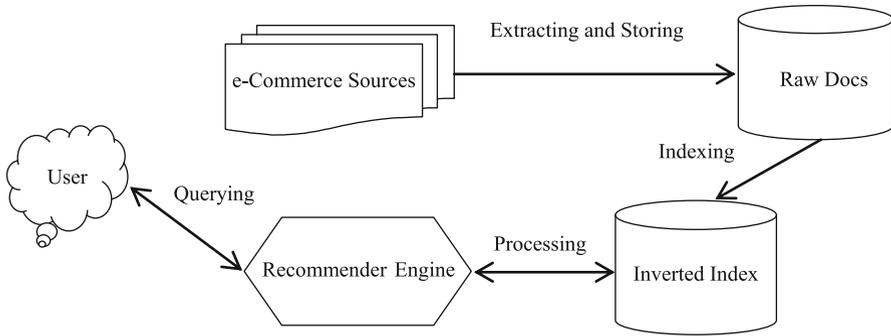 Extracting and Storing
e-Commerce Sources
Raw Docs
Indexing
User
Querying
Processing
Recommender Engine
Inverted Index